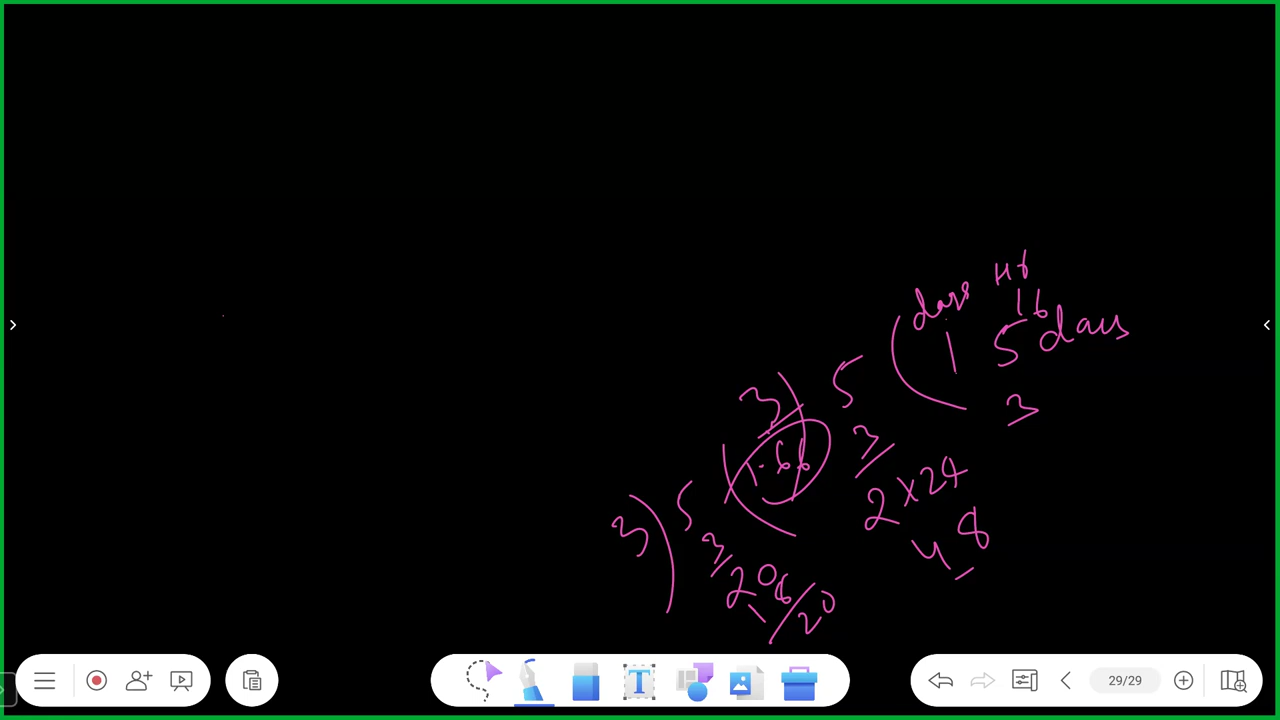 days Hr
1 16
5 days
3
3) 5 (
3
2 x 24
48
3) 5 ( 1.66
3
20
18
20
29/29